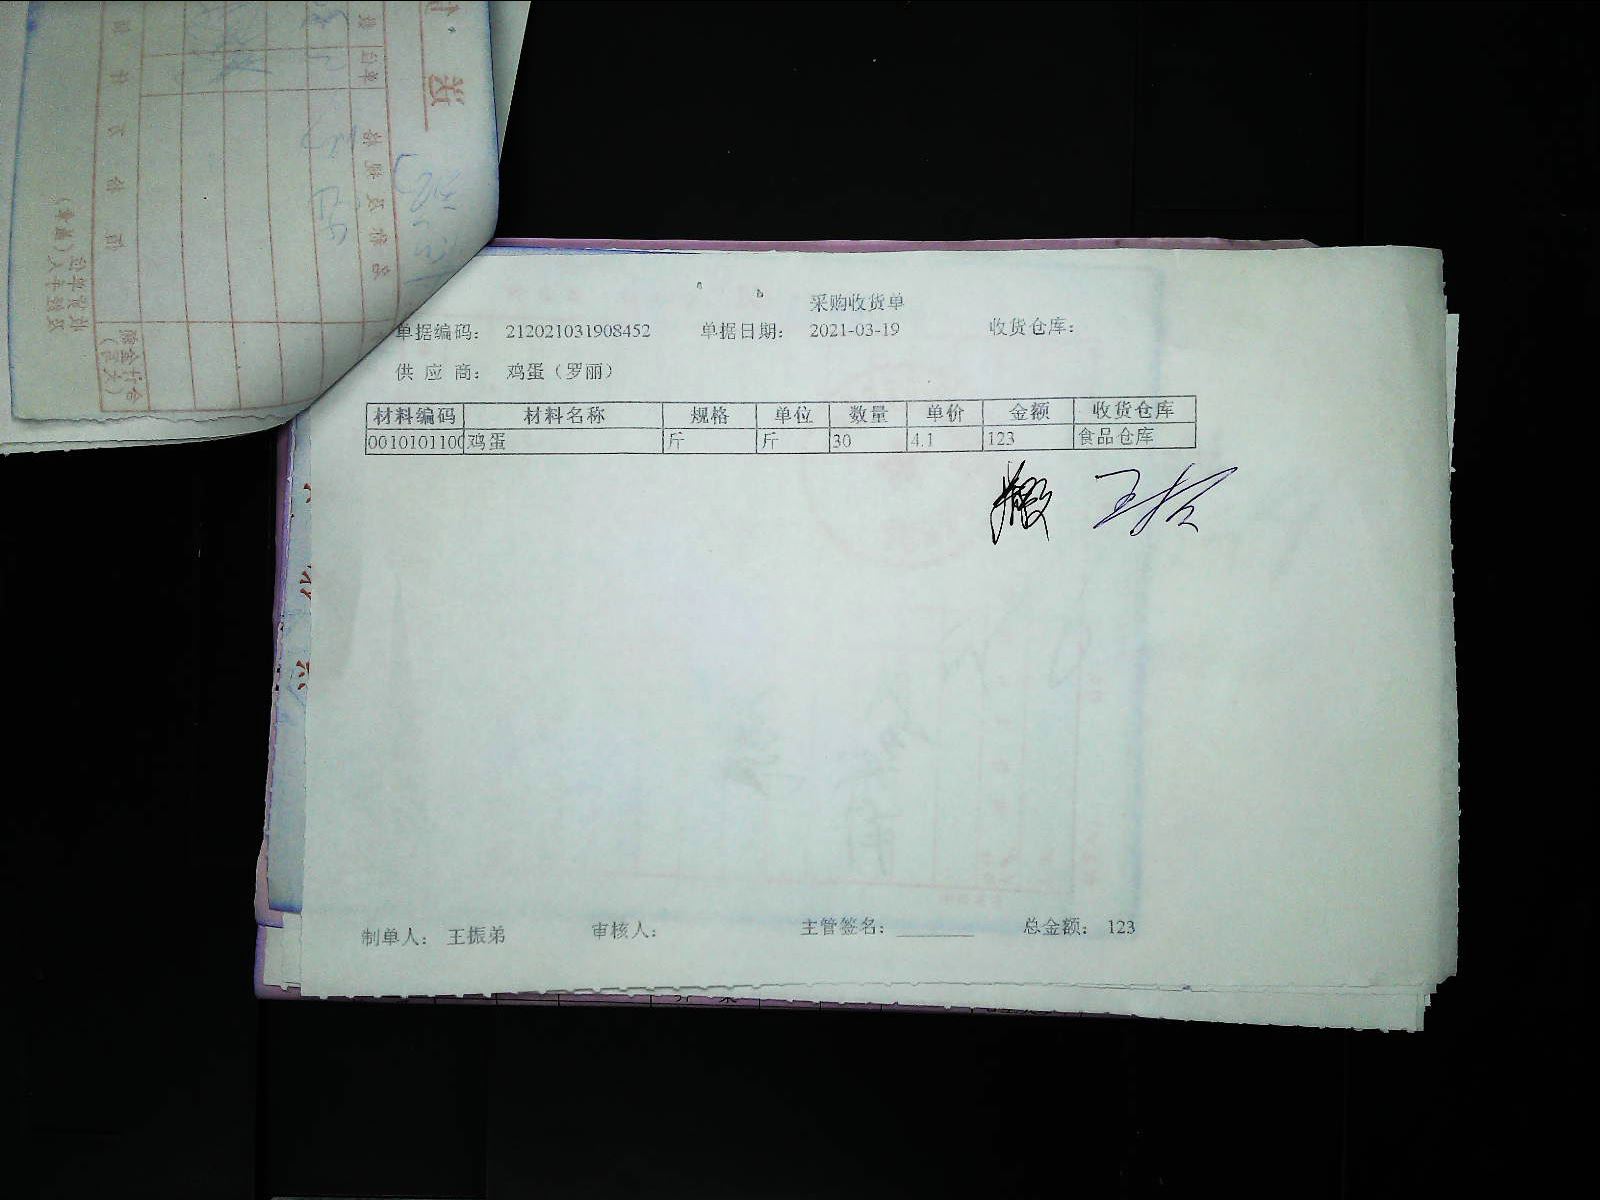 采购收货单
单据编码: 212021031908452 单据日期: 2021-03-19 收货仓库:
供 应 商: 鸡蛋（罗丽）
材料编码 材料名称 规格 单位 数量 单价 金额 收货仓库
0010101100 鸡蛋 斤 斤 30 4.1 123 食品仓库
制单人: 王振弟 审核人: 主管签名: ________ 总金额: 123